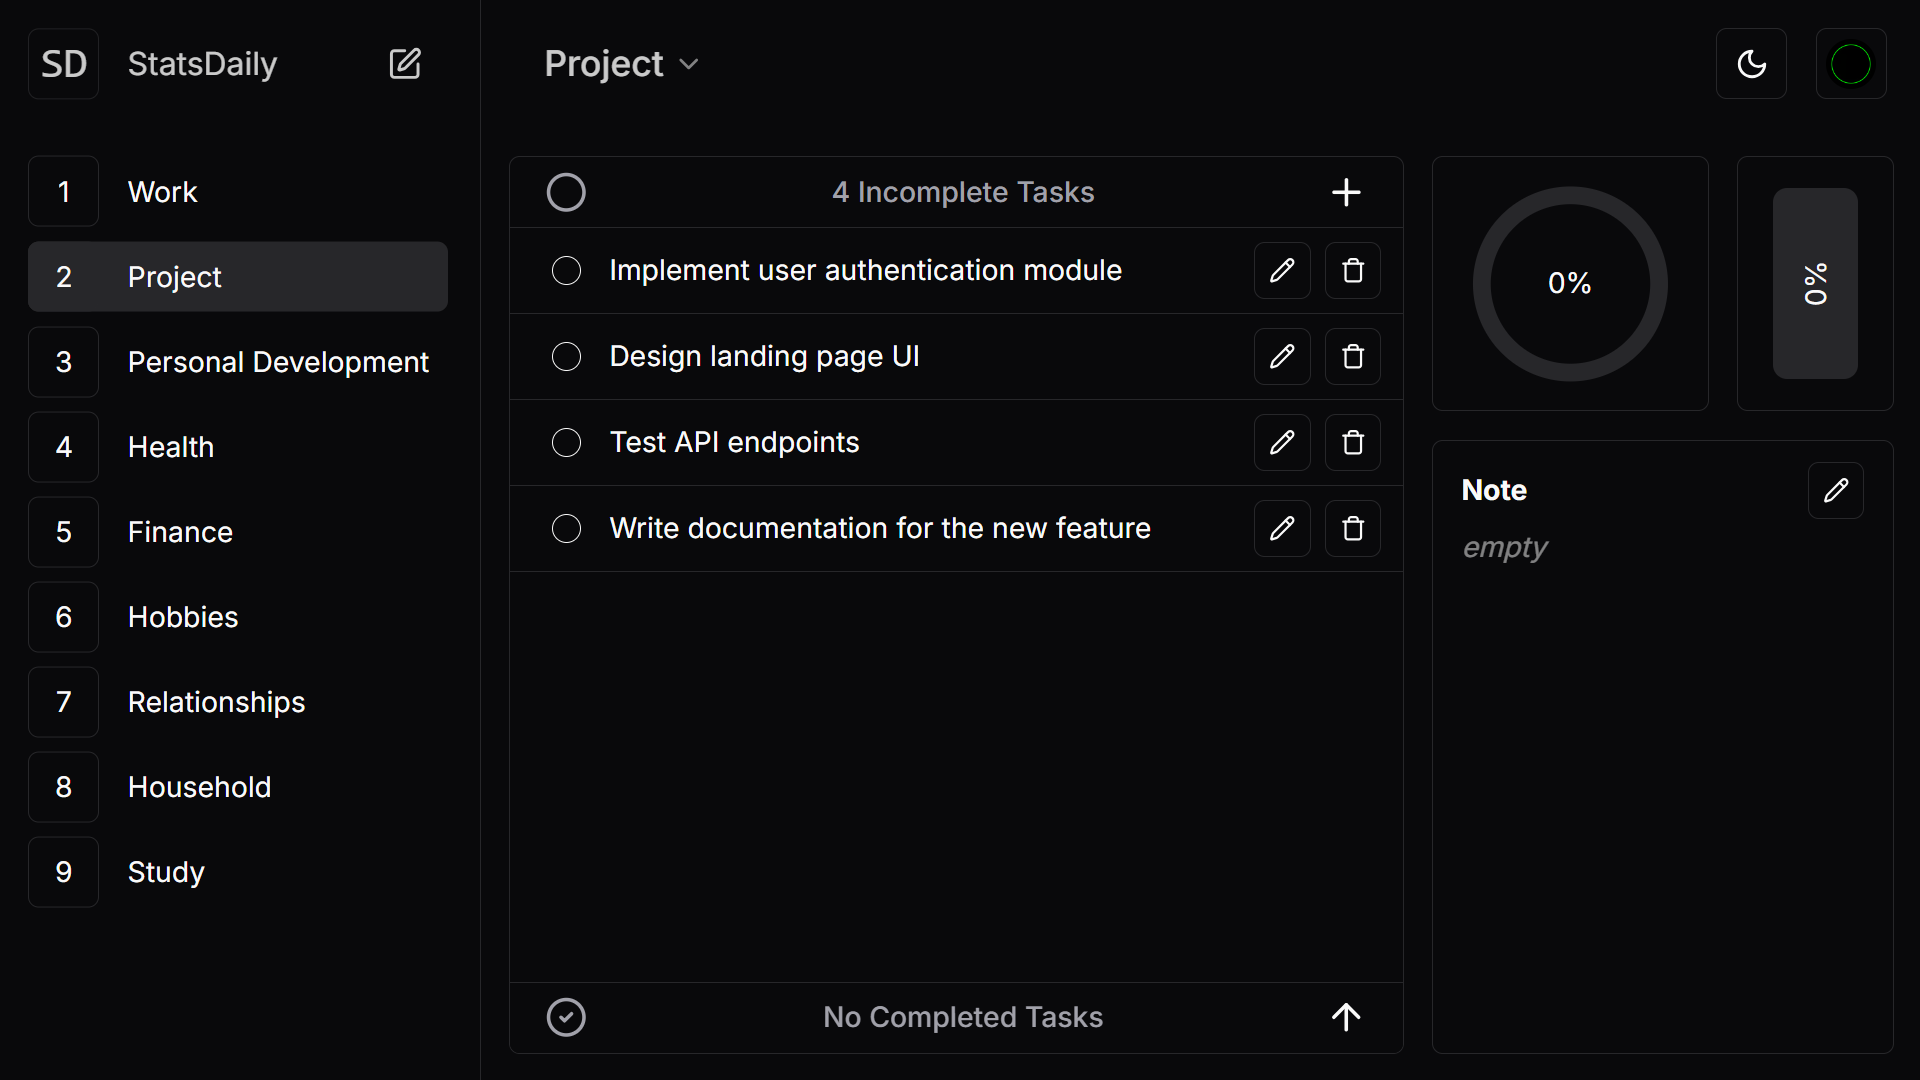 SD StatsDaily
1 Work
2 Project
3 Personal Development
4 Health
5 Finance
6 Hobbies
7 Relationships
8 Household
9 Study
Project
4 Incomplete Tasks
Implement user authentication module
Design landing page UI
Test API endpoints
Write documentation for the new feature
No Completed Tasks
0%
0%
Note
empty